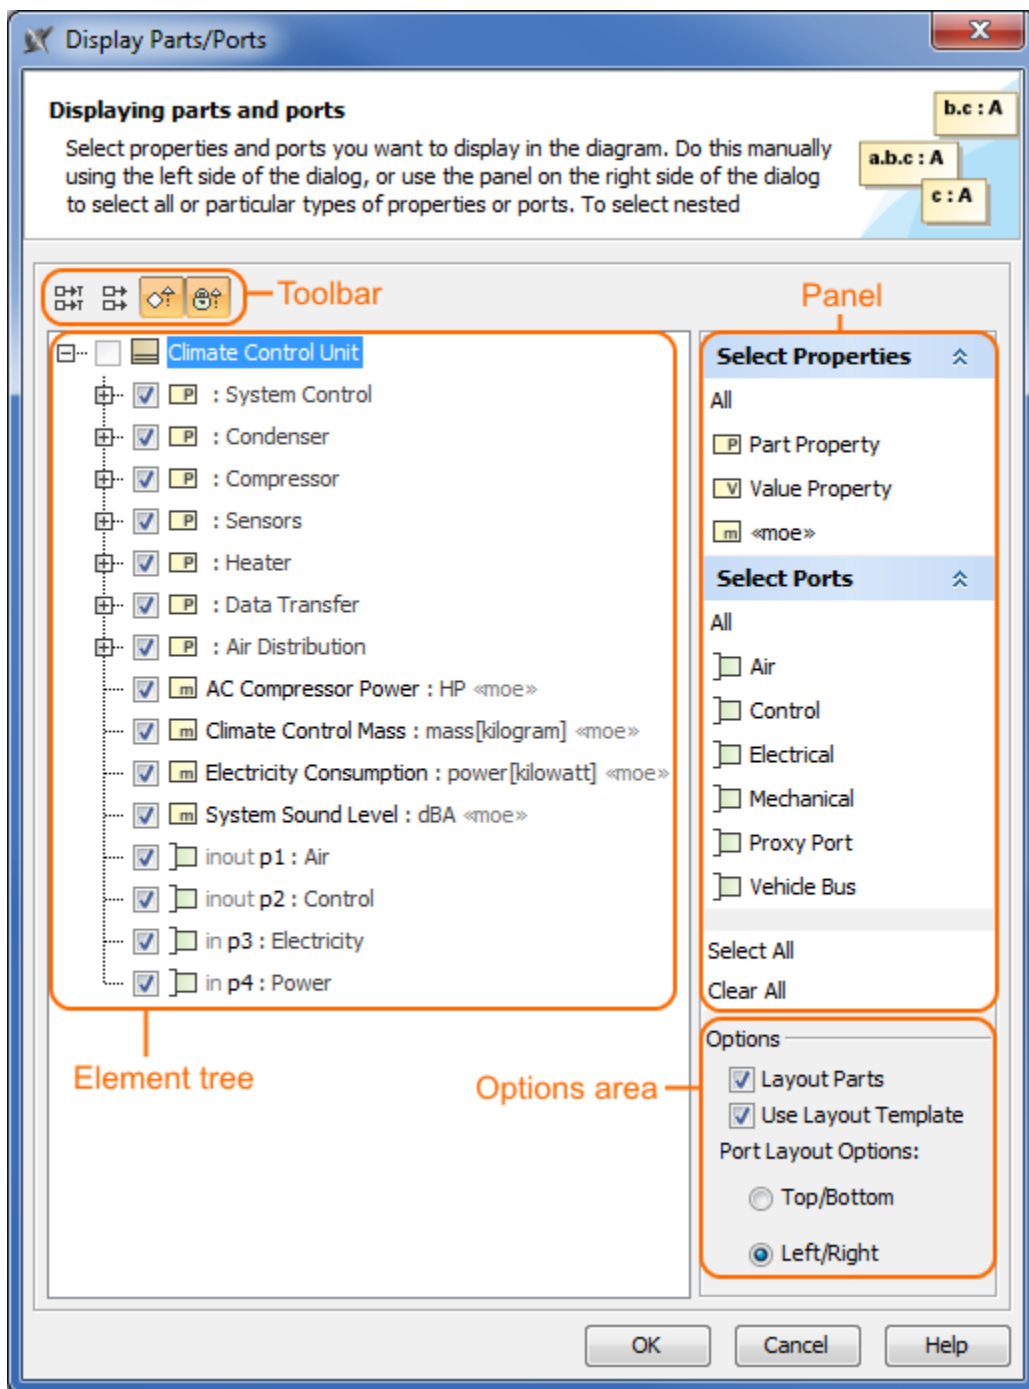 Display Parts/Ports
Displaying parts and ports
Select properties and ports you want to display in the diagram. Do this manually
using the left side of the dialog, or use the panel on the right side of the dialog
to select all or particular types of properties or ports. To select nested
b.c : A
a.b.c : A
c : A
Toolbar
Panel
Climate Control Unit
P : System Control
P : Condenser
P : Compressor
P : Sensors
P : Heater
P : Data Transfer
P : Air Distribution
m AC Compressor Power : HP «moe»
m Climate Control Mass : mass[kilogram] «moe»
m Electricity Consumption : power[kilowatt] «moe»
m System Sound Level : dBA «moe»
inout p1 : Air
inout p2 : Control
in p3 : Electricity
in p4 : Power
Element tree
Select Properties
All
P Part Property
V Value Property
m «moe»
Select Ports
All
Air
Control
Electrical
Mechanical
Proxy Port
Vehicle Bus
Select All
Clear All
Options area
Options
Layout Parts
Use Layout Template
Port Layout Options:
Top/Bottom
Left/Right
OK
Cancel
Help